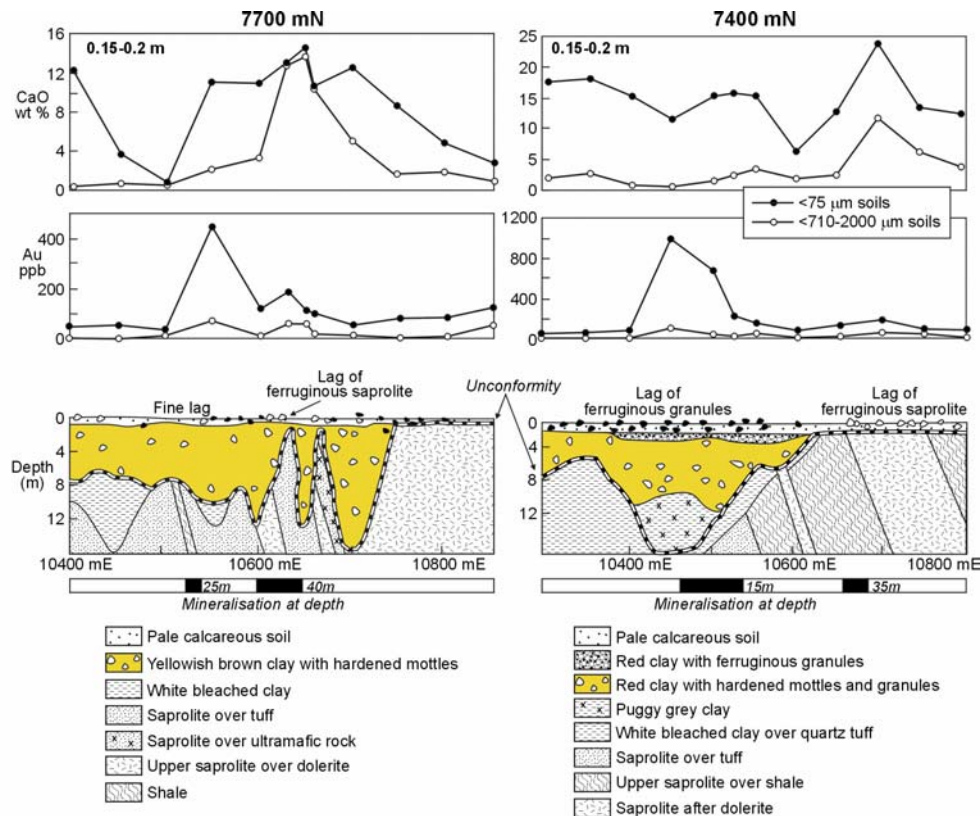 7700 mN
7400 mN
0.15-0.2 m
0.15-0.2 m
CaO
wt %
16
12
8
4
0
25
20
15
10
5
0
<75 µm soils
<710-2000 µm soils
Au
ppb
400
200
0
1200
800
400
0
Lag of
ferruginous saprolite
Fine lag
Unconformity
Lag of
ferruginous granules
Lag of
ferruginous saprolite
Depth
(m)
0
4
8
12
0
4
8
12
10400 mE
10600 mE
10800 mE
10400 mE
10600 mE
10800 mE
25m
40m
Mineralisation at depth
15m
35m
Mineralisation at depth
Pale calcareous soil
Yellowish brown clay with hardened mottles
White bleached clay
Saprolite over tuff
Saprolite over ultramafic rock
Upper saprolite over dolerite
Shale
Pale calcareous soil
Red clay with ferruginous granules
Red clay with hardened mottles and granules
Puggy grey clay
White bleached clay over quartz tuff
Saprolite over tuff
Upper saprolite over shale
Saprolite after dolerite